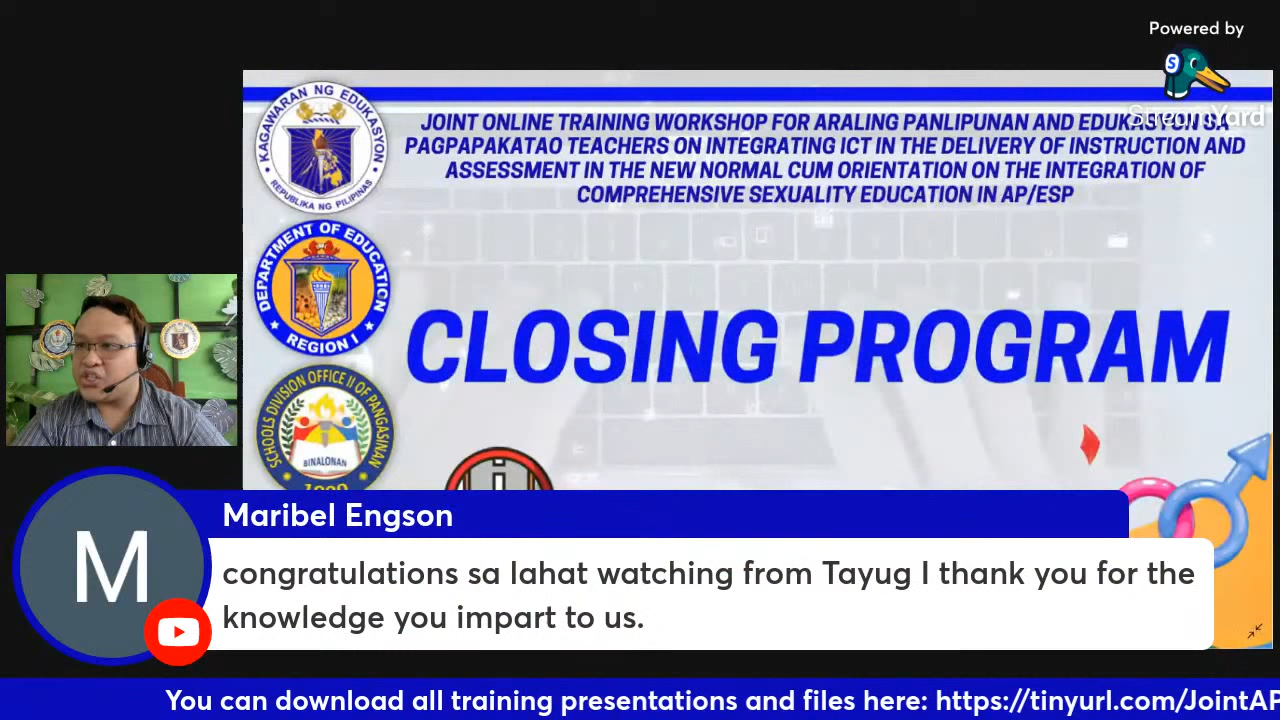 Powered by
StreamYard
KAGAWARAN NG EDUKASYON
REPUBLIKA NG PILIPINAS
JOINT ONLINE TRAINING WORKSHOP FOR ARALING PANLIPUNAN AND EDUKASYON SA
PAGPAPAKATAO TEACHERS ON INTEGRATING ICT IN THE DELIVERY OF INSTRUCTION AND
ASSESSMENT IN THE NEW NORMAL CUM ORIENTATION ON THE INTEGRATION OF
COMPREHENSIVE SEXUALITY EDUCATION IN AP/ESP
DEPARTMENT OF EDUCATION
REGION I
CLOSING PROGRAM
SCHOOLS DIVISION OFFICE II OF PANGASINAN
BINALONAN
M
Maribel Engson
congratulations sa lahat watching from Tayug I thank you for the
knowledge you impart to us.
You can download all training presentations and files here: https://tinyurl.com/JointAP